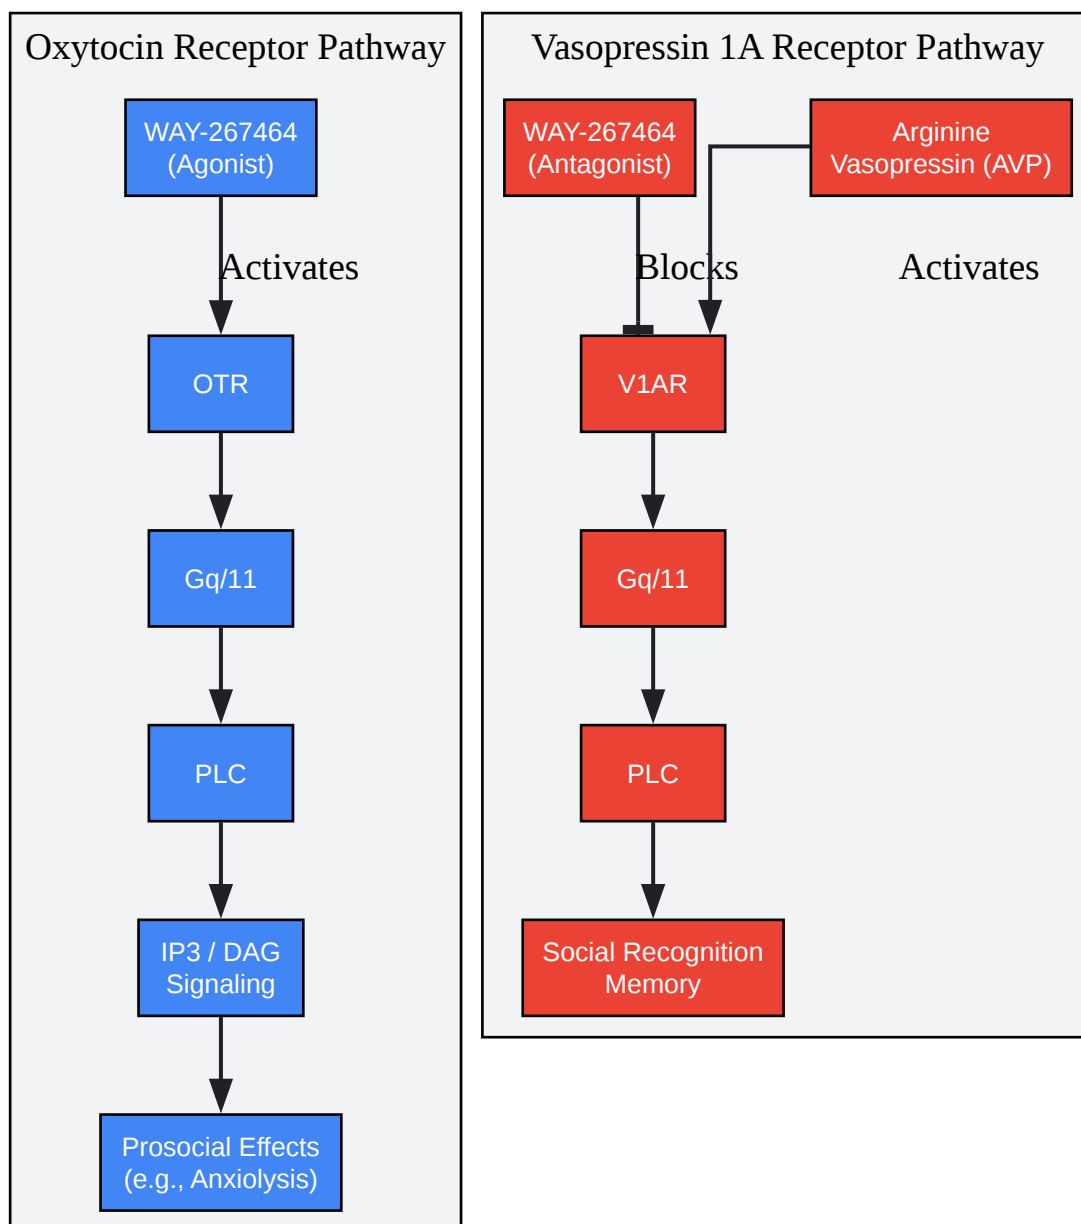 Oxytocin Receptor Pathway
WAY-267464
(Agonist)
Activates
OTR
Gq/11
PLC
IP3 / DAG
Signaling
Prosocial Effects
(e.g., Anxiolysis)
Vasopressin 1A Receptor Pathway
WAY-267464
(Antagonist)
Arginine
Vasopressin (AVP)
Blocks
Activates
V1AR
Gq/11
PLC
Social Recognition
Memory